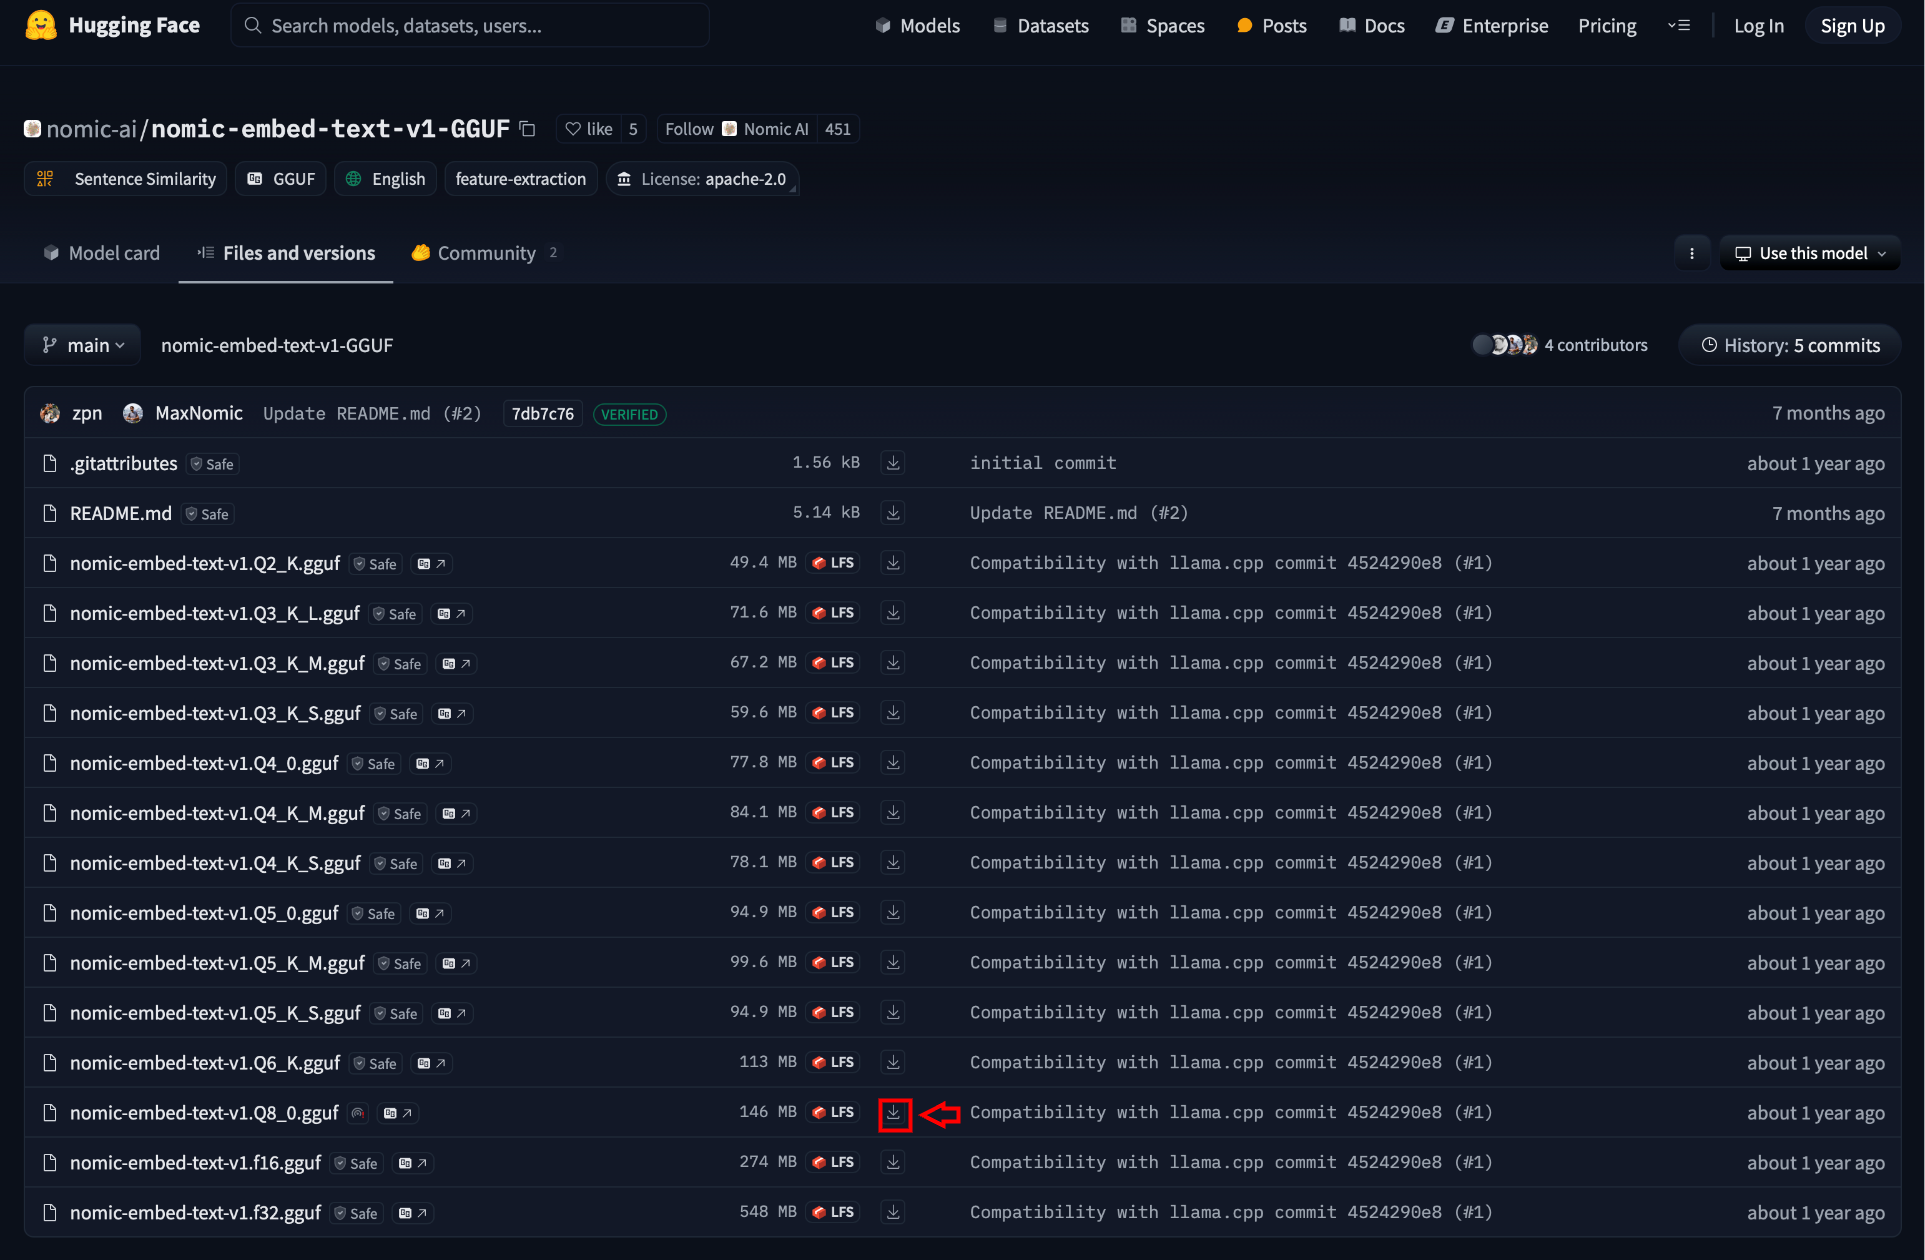 Hugging Face Search models, datasets, users... Models Datasets Spaces Posts Docs Enterprise Pricing Log In Sign Up
nomic-ai/nomic-embed-text-v1-GGUF like 5 Follow Nomic AI 451
Sentence Similarity GGUF English feature-extraction License: apache-2.0
Model card Files and versions Community 2 Use this model
main nomic-embed-text-v1-GGUF 4 contributors History: 5 commits
zpn MaxNomic Update README.md (#2) 7db7c76 VERIFIED 7 months ago
.gitattributes Safe 1.56 kB initial commit about 1 year ago
README.md Safe 5.14 kB Update README.md (#2) 7 months ago
nomic-embed-text-v1.Q2_K.gguf Safe 49.4 MB LFS Compatibility with llama.cpp commit 4524290e8 (#1) about 1 year ago
nomic-embed-text-v1.Q3_K_L.gguf Safe 71.6 MB LFS Compatibility with llama.cpp commit 4524290e8 (#1) about 1 year ago
nomic-embed-text-v1.Q3_K_M.gguf Safe 67.2 MB LFS Compatibility with llama.cpp commit 4524290e8 (#1) about 1 year ago
nomic-embed-text-v1.Q3_K_S.gguf Safe 59.6 MB LFS Compatibility with llama.cpp commit 4524290e8 (#1) about 1 year ago
nomic-embed-text-v1.Q4_0.gguf Safe 77.8 MB LFS Compatibility with llama.cpp commit 4524290e8 (#1) about 1 year ago
nomic-embed-text-v1.Q4_K_M.gguf Safe 84.1 MB LFS Compatibility with llama.cpp commit 4524290e8 (#1) about 1 year ago
nomic-embed-text-v1.Q4_K_S.gguf Safe 78.1 MB LFS Compatibility with llama.cpp commit 4524290e8 (#1) about 1 year ago
nomic-embed-text-v1.Q5_0.gguf Safe 94.9 MB LFS Compatibility with llama.cpp commit 4524290e8 (#1) about 1 year ago
nomic-embed-text-v1.Q5_K_M.gguf Safe 99.6 MB LFS Compatibility with llama.cpp commit 4524290e8 (#1) about 1 year ago
nomic-embed-text-v1.Q5_K_S.gguf Safe 94.9 MB LFS Compatibility with llama.cpp commit 4524290e8 (#1) about 1 year ago
nomic-embed-text-v1.Q6_K.gguf Safe 113 MB LFS Compatibility with llama.cpp commit 4524290e8 (#1) about 1 year ago
nomic-embed-text-v1.Q8_0.gguf 146 MB LFS Compatibility with llama.cpp commit 4524290e8 (#1) about 1 year ago
nomic-embed-text-v1.f16.gguf Safe 274 MB LFS Compatibility with llama.cpp commit 4524290e8 (#1) about 1 year ago
nomic-embed-text-v1.f32.gguf Safe 548 MB LFS Compatibility with llama.cpp commit 4524290e8 (#1) about 1 year ago